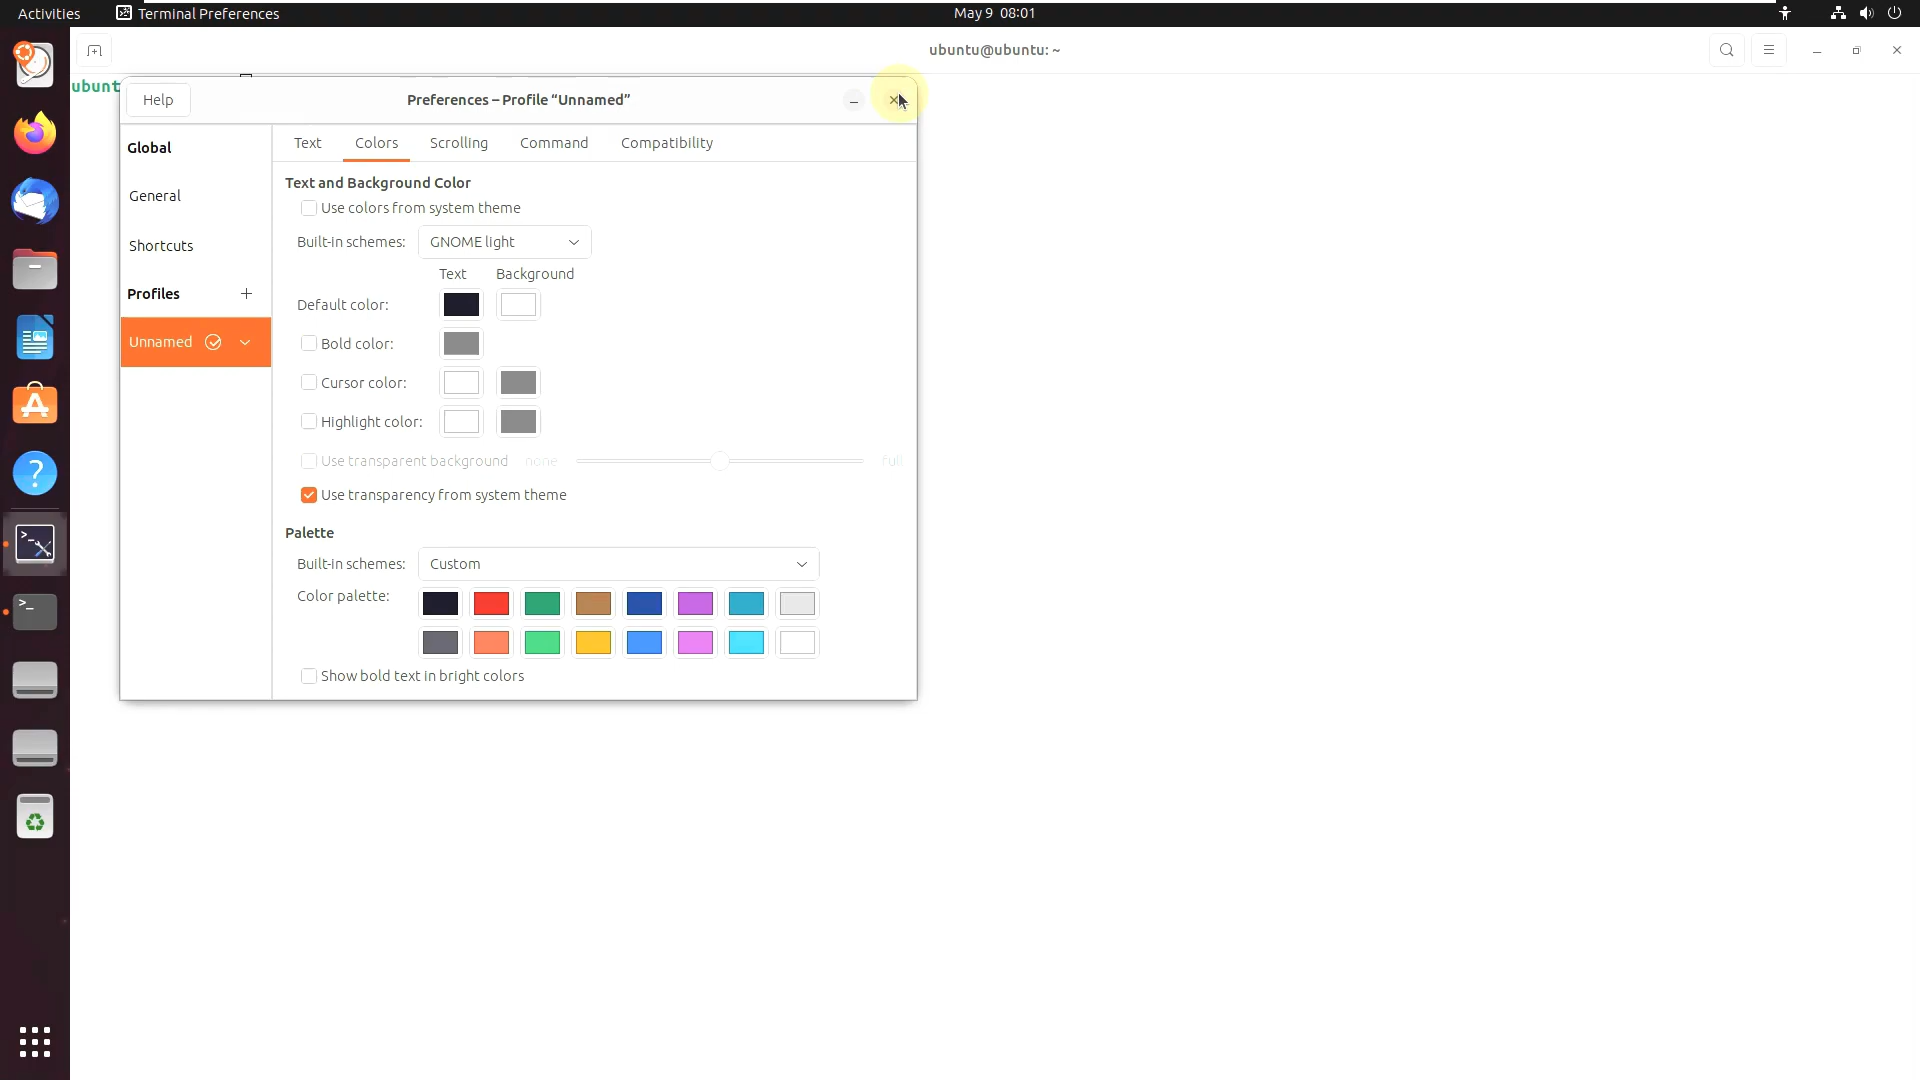 Activities
Terminal Preferences
May 9 08:01
ubuntu@ubuntu: ~
ubunt
Help
Preferences – Profile “Unnamed”
Global
General
Shortcuts
Profiles
Unnamed
Text
Colors
Scrolling
Command
Compatibility
Text and Background Color
Use colors from system theme
Built-in schemes:
GNOME light
Text
Background
Default color:
Bold color:
Cursor color:
Highlight color:
Use transparent background
none
full
Use transparency from system theme
Palette
Built-in schemes:
Custom
Color palette:
Show bold text in bright colors